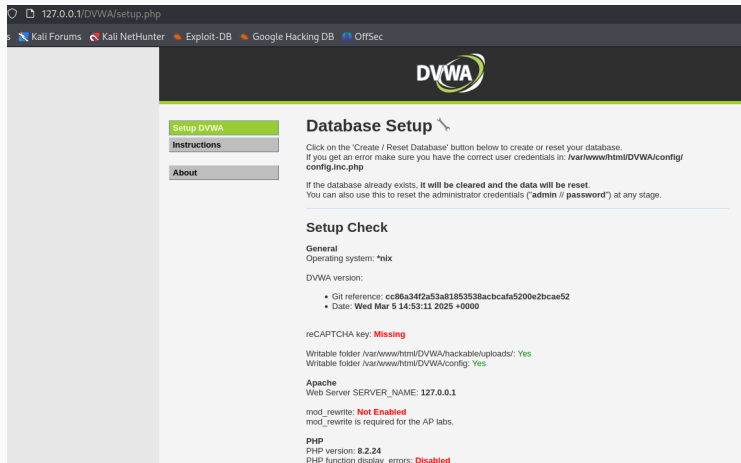 127.0.0.1/DVWA/setup.php
s Kali Forums Kali NetHunter Exploit-DB Google Hacking DB OffSec
DVWA
Setup DVWA
Instructions
About
Database Setup
Click on the 'Create / Reset Database' button below to create or reset your database.
If you get an error make sure you have the correct user credentials in: /var/www/html/DVWA/config/
config.inc.php
If the database already exists, it will be cleared and the data will be reset.
You can also use this to reset the administrator credentials ("admin // password") at any stage.
Setup Check
General
Operating system: *nix
DVWA version:
• Git reference: cc86a34f2a53a81853538acbcafa5200e2bcae52
• Date: Wed Mar 5 14:53:11 2025 +0000
reCAPTCHA key: Missing
Writable folder /var/www/html/DVWA/hackable/uploads/: Yes
Writable folder /var/www/html/DVWA/config: Yes
Apache
Web Server SERVER_NAME: 127.0.0.1
mod_rewrite: Not Enabled
mod_rewrite is required for the AP labs.
PHP
PHP version: 8.2.24
PHP function display_errors: Disabled